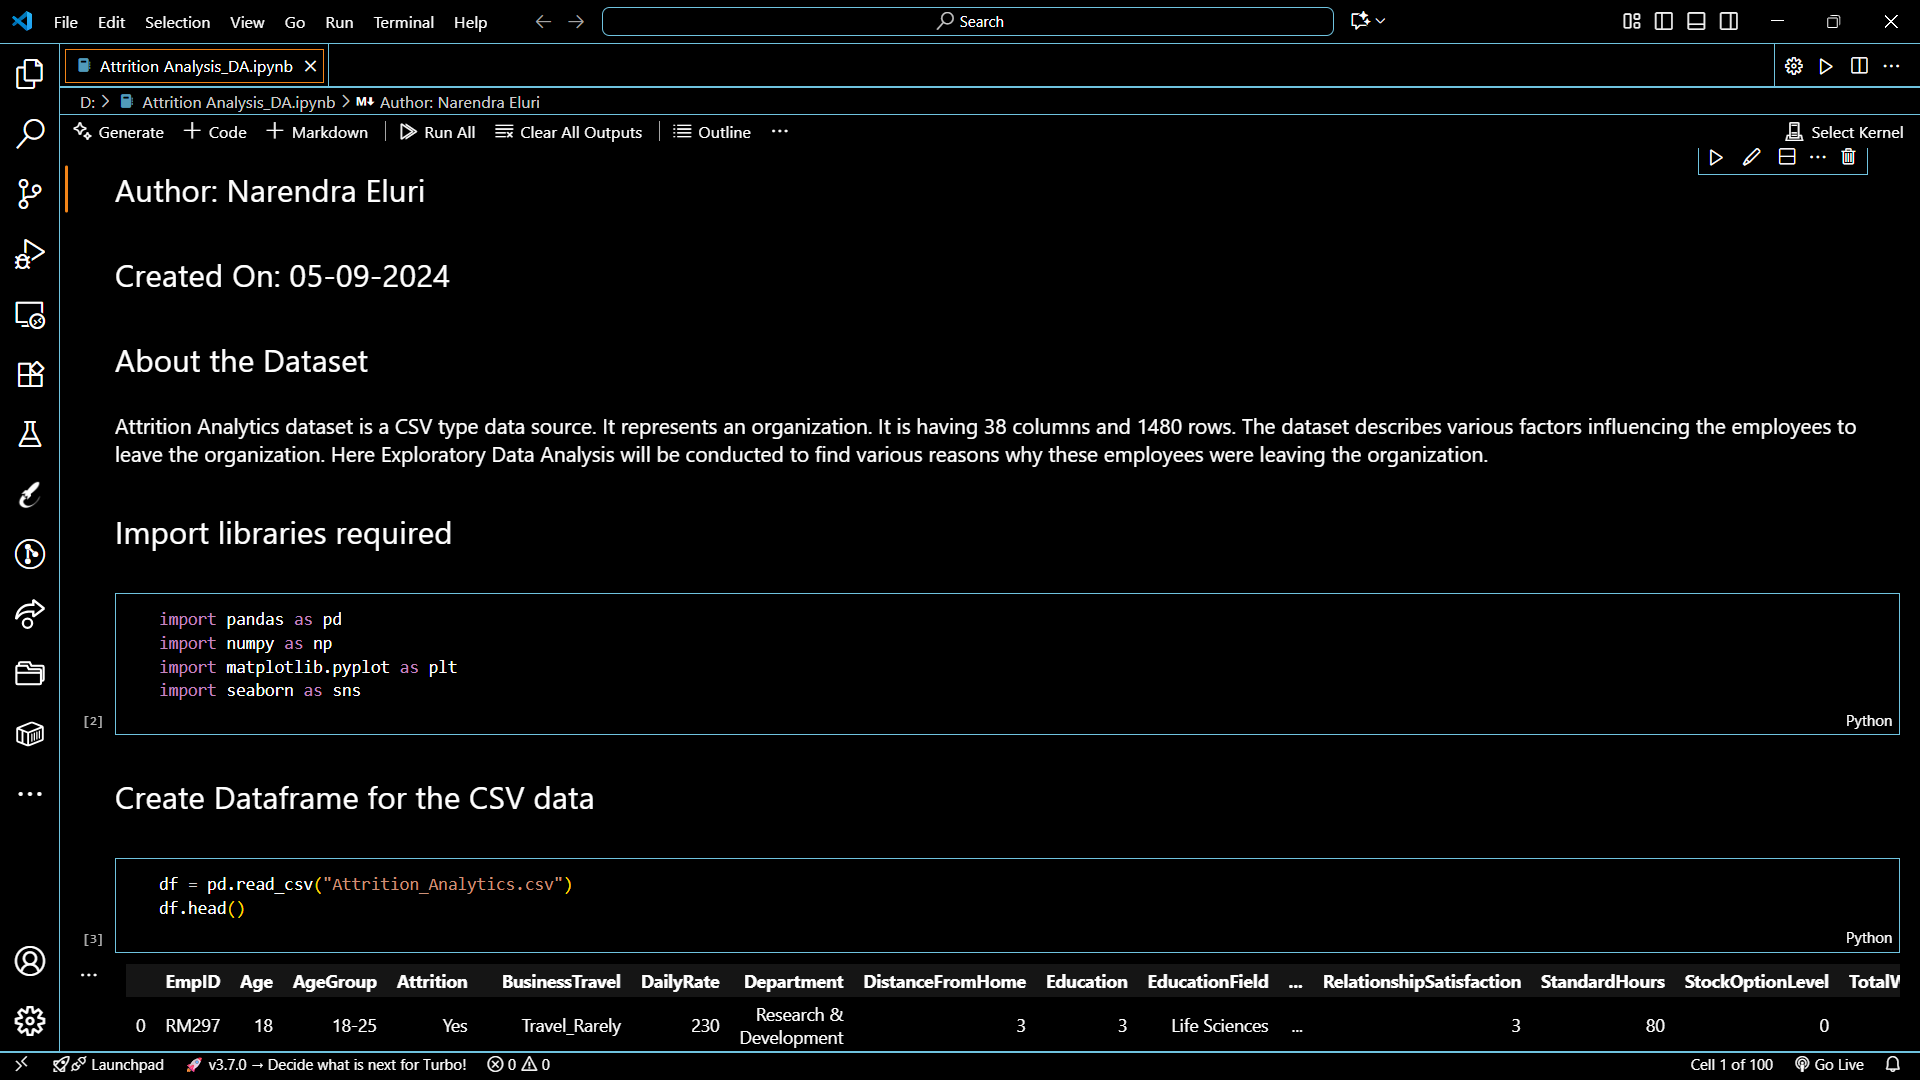 File Edit Selection View Go Run Terminal Help
Search
Attrition Analysis_DA.ipynb
D: > Attrition Analysis_DA.ipynb > M↓ Author: Narendra Eluri
Generate + Code + Markdown Run All Clear All Outputs Outline ...
Select Kernel
Author: Narendra Eluri
Created On: 05-09-2024
About the Dataset
Attrition Analytics dataset is a CSV type data source. It represents an organization. It is having 38 columns and 1480 rows. The dataset describes various factors influencing the employees to
leave the organization. Here Exploratory Data Analysis will be conducted to find various reasons why these employees were leaving the organization.
Import libraries required
import pandas as pd
import numpy as np
import matplotlib.pyplot as plt
import seaborn as sns
[2]
Python
Create Dataframe for the CSV data
df = pd.read_csv("Attrition_Analytics.csv")
df.head()
[3]
Python
...
EmpID Age AgeGroup Attrition BusinessTravel DailyRate Department DistanceFromHome Education EducationField ... RelationshipSatisfaction StandardHours StockOptionLevel TotalW
0 RM297 18 18-25 Yes Travel_Rarely 230 Research & Development 3 3 Life Sciences ... 3 80 0
Launchpad v3.7.0 → Decide what is next for Turbo! 0 0
Cell 1 of 100 Go Live